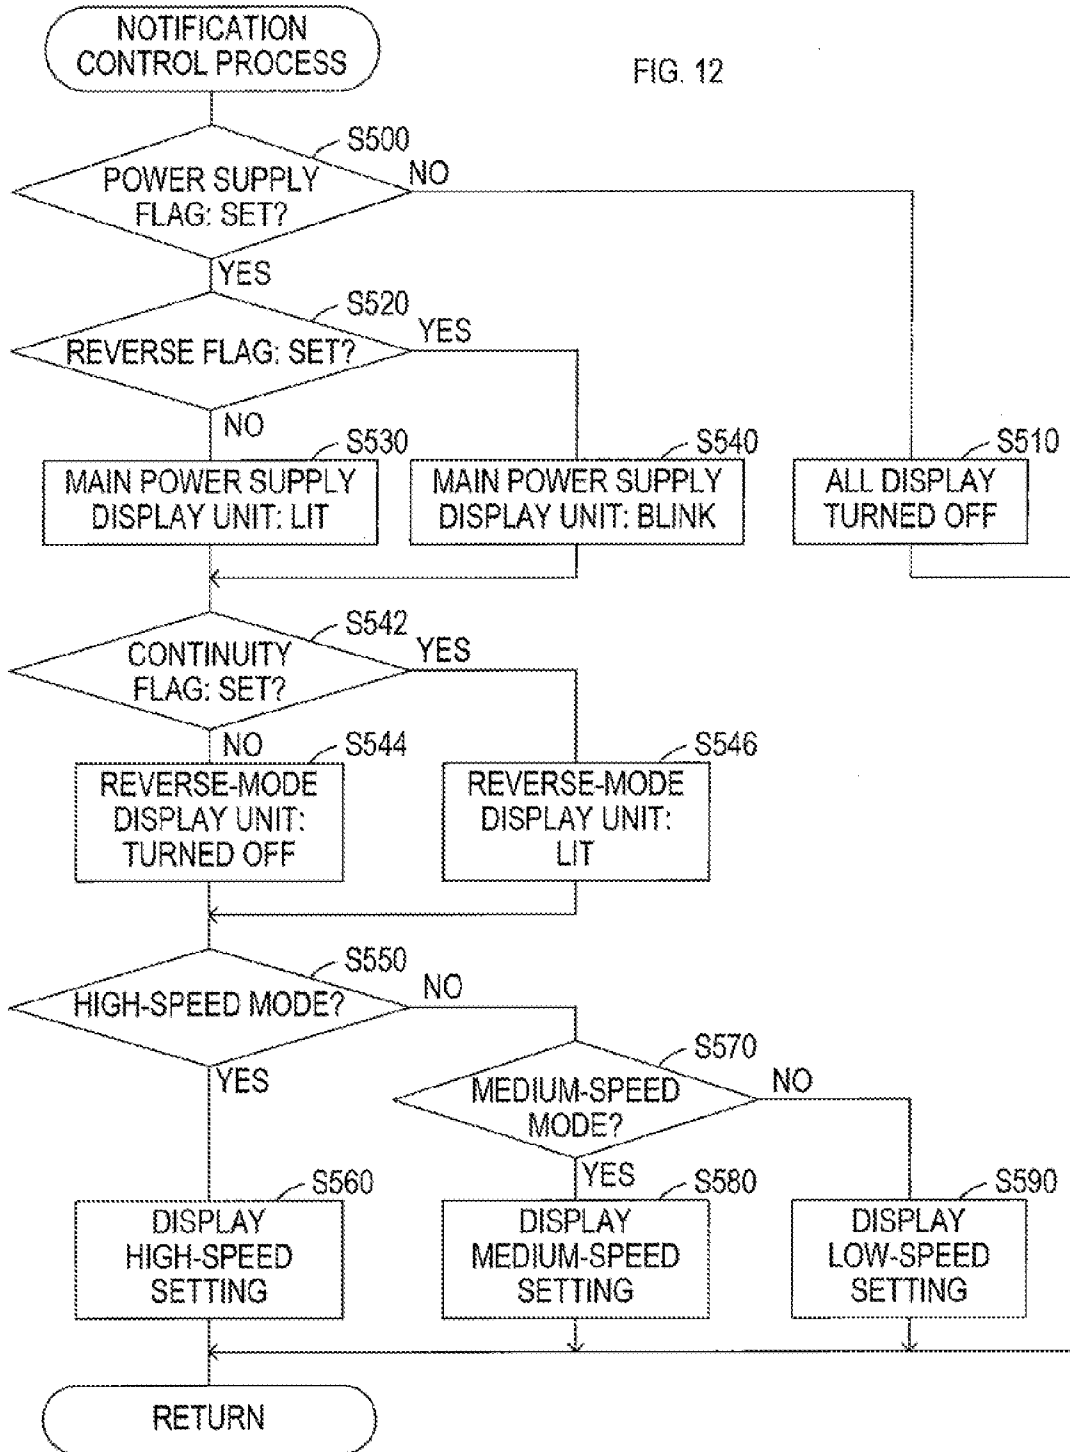 NOTIFICATION
CONTROL PROCESS
FIG. 12
S500
POWER SUPPLY
FLAG: SET?
NO
YES
S520
REVERSE FLAG: SET?
YES
NO
S530
MAIN POWER SUPPLY
DISPLAY UNIT: LIT
S540
MAIN POWER SUPPLY
DISPLAY UNIT: BLINK
S510
ALL DISPLAY
TURNED OFF
S542
CONTINUITY
FLAG: SET?
YES
NO
S544
REVERSE-MODE
DISPLAY UNIT:
TURNED OFF
S546
REVERSE-MODE
DISPLAY UNIT:
LIT
S550
HIGH-SPEED MODE?
NO
YES
S570
MEDIUM-SPEED
MODE?
NO
YES
S560
DISPLAY
HIGH-SPEED
SETTING
S580
DISPLAY
MEDIUM-SPEED
SETTING
S590
DISPLAY
LOW-SPEED
SETTING
RETURN